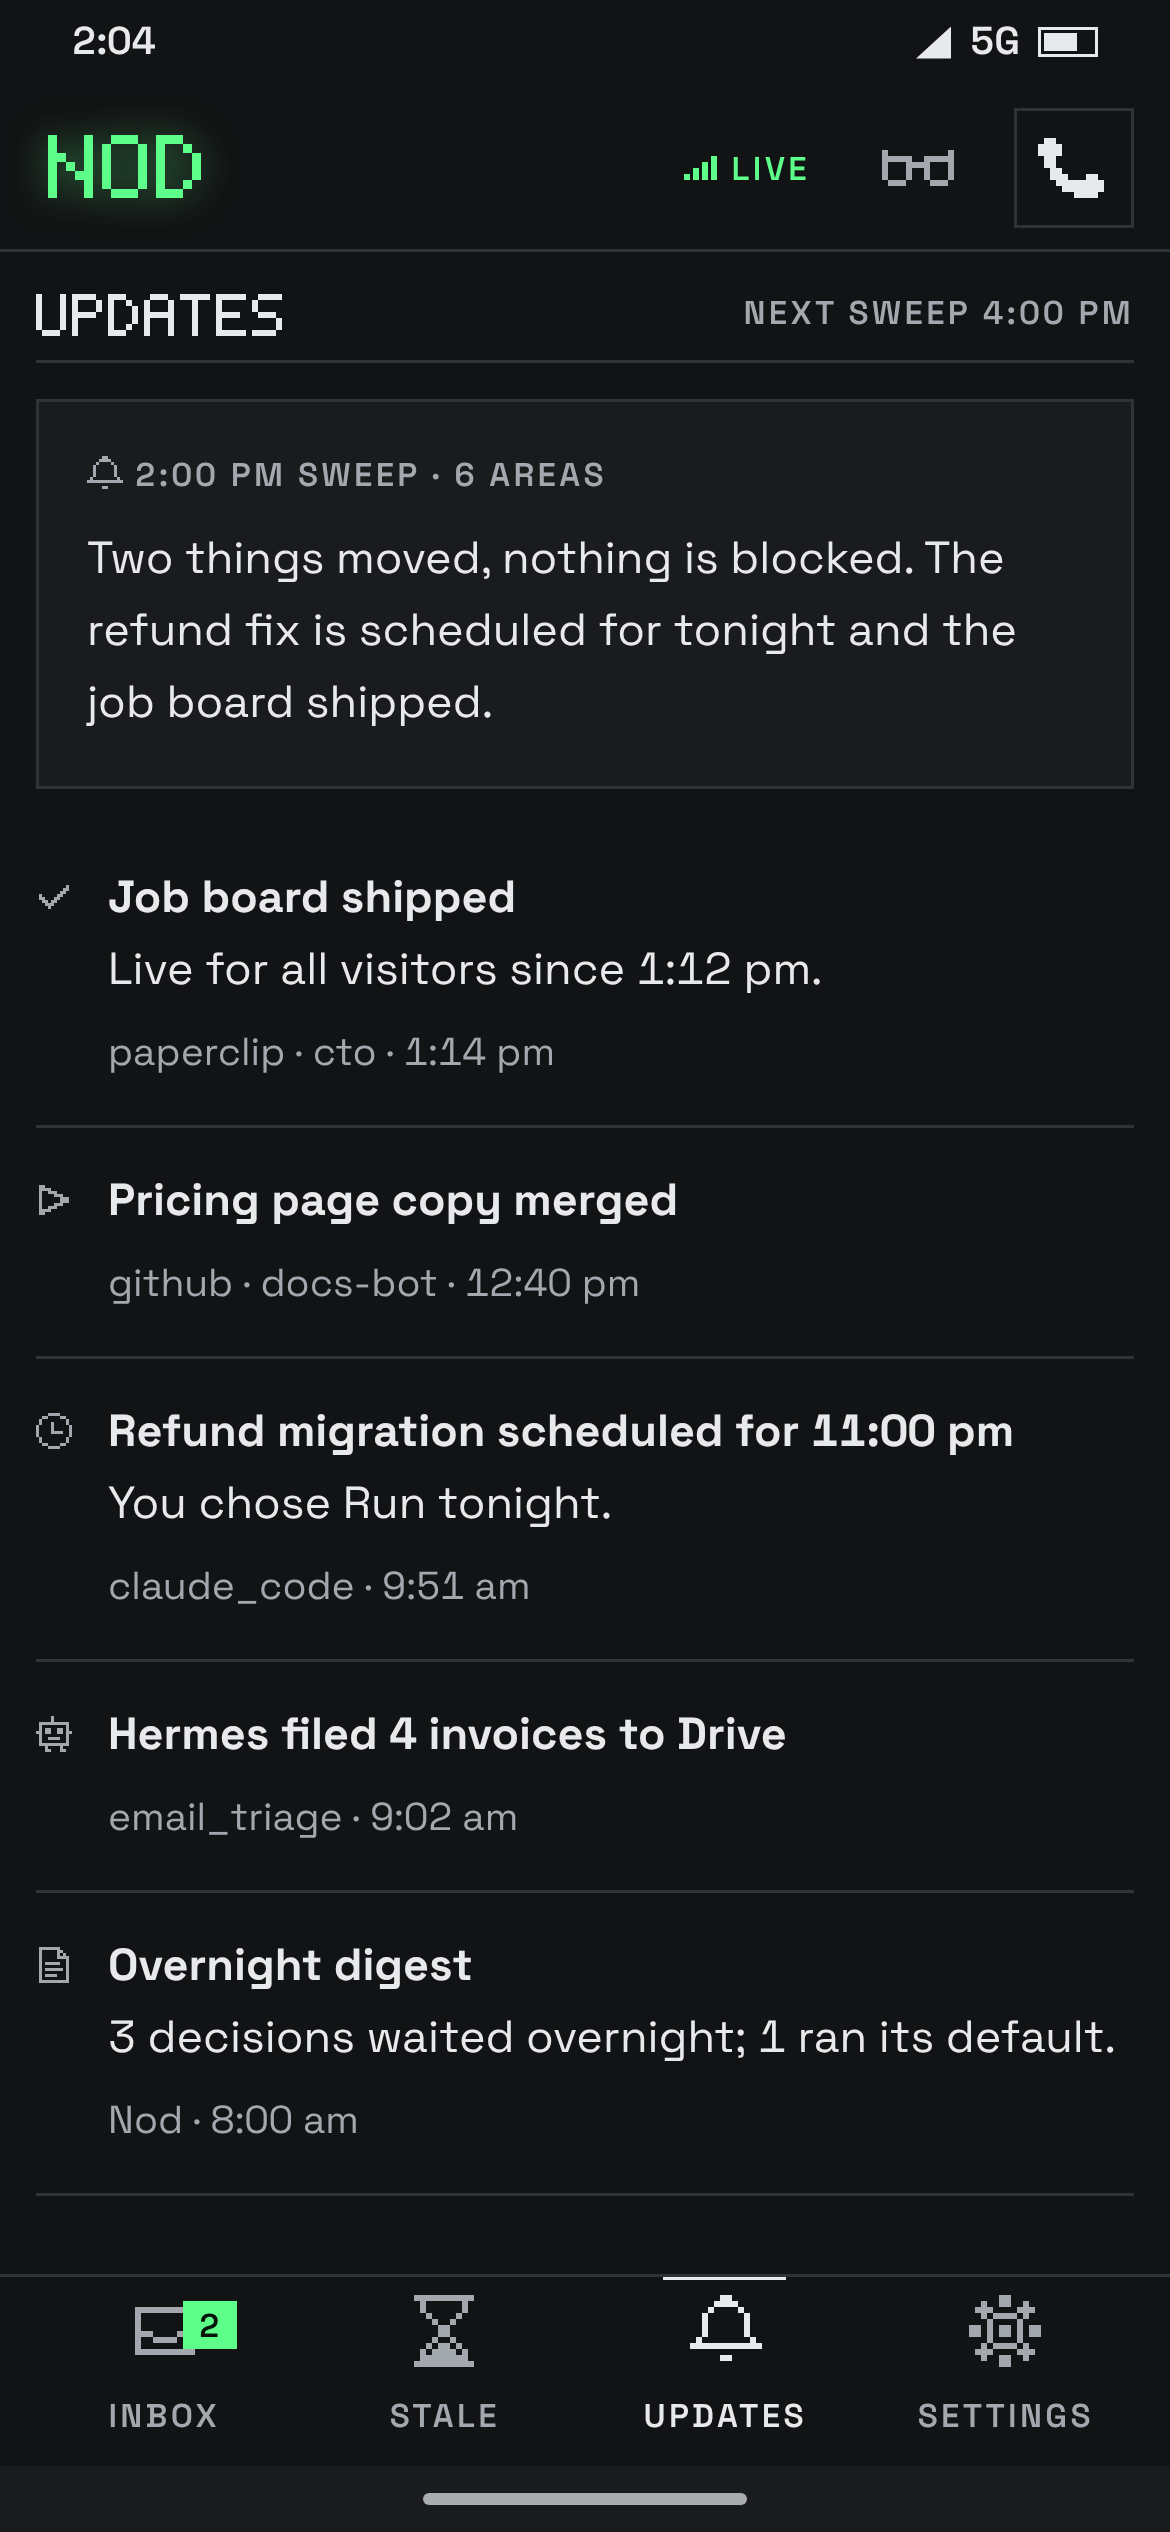 2:04
5G
NOD
LIVE
UPDATES
NEXT SWEEP 4:00 PM
2:00 PM SWEEP · 6 AREAS
Two things moved, nothing is blocked. The
refund fix is scheduled for tonight and the
job board shipped.
Job board shipped
Live for all visitors since 1:12 pm.
paperclip · cto · 1:14 pm
Pricing page copy merged
github · docs-bot · 12:40 pm
Refund migration scheduled for 11:00 pm
You chose Run tonight.
claude_code · 9:51 am
Hermes filed 4 invoices to Drive
email_triage · 9:02 am
Overnight digest
3 decisions waited overnight; 1 ran its default.
Nod · 8:00 am
2
INBOX
STALE
UPDATES
SETTINGS